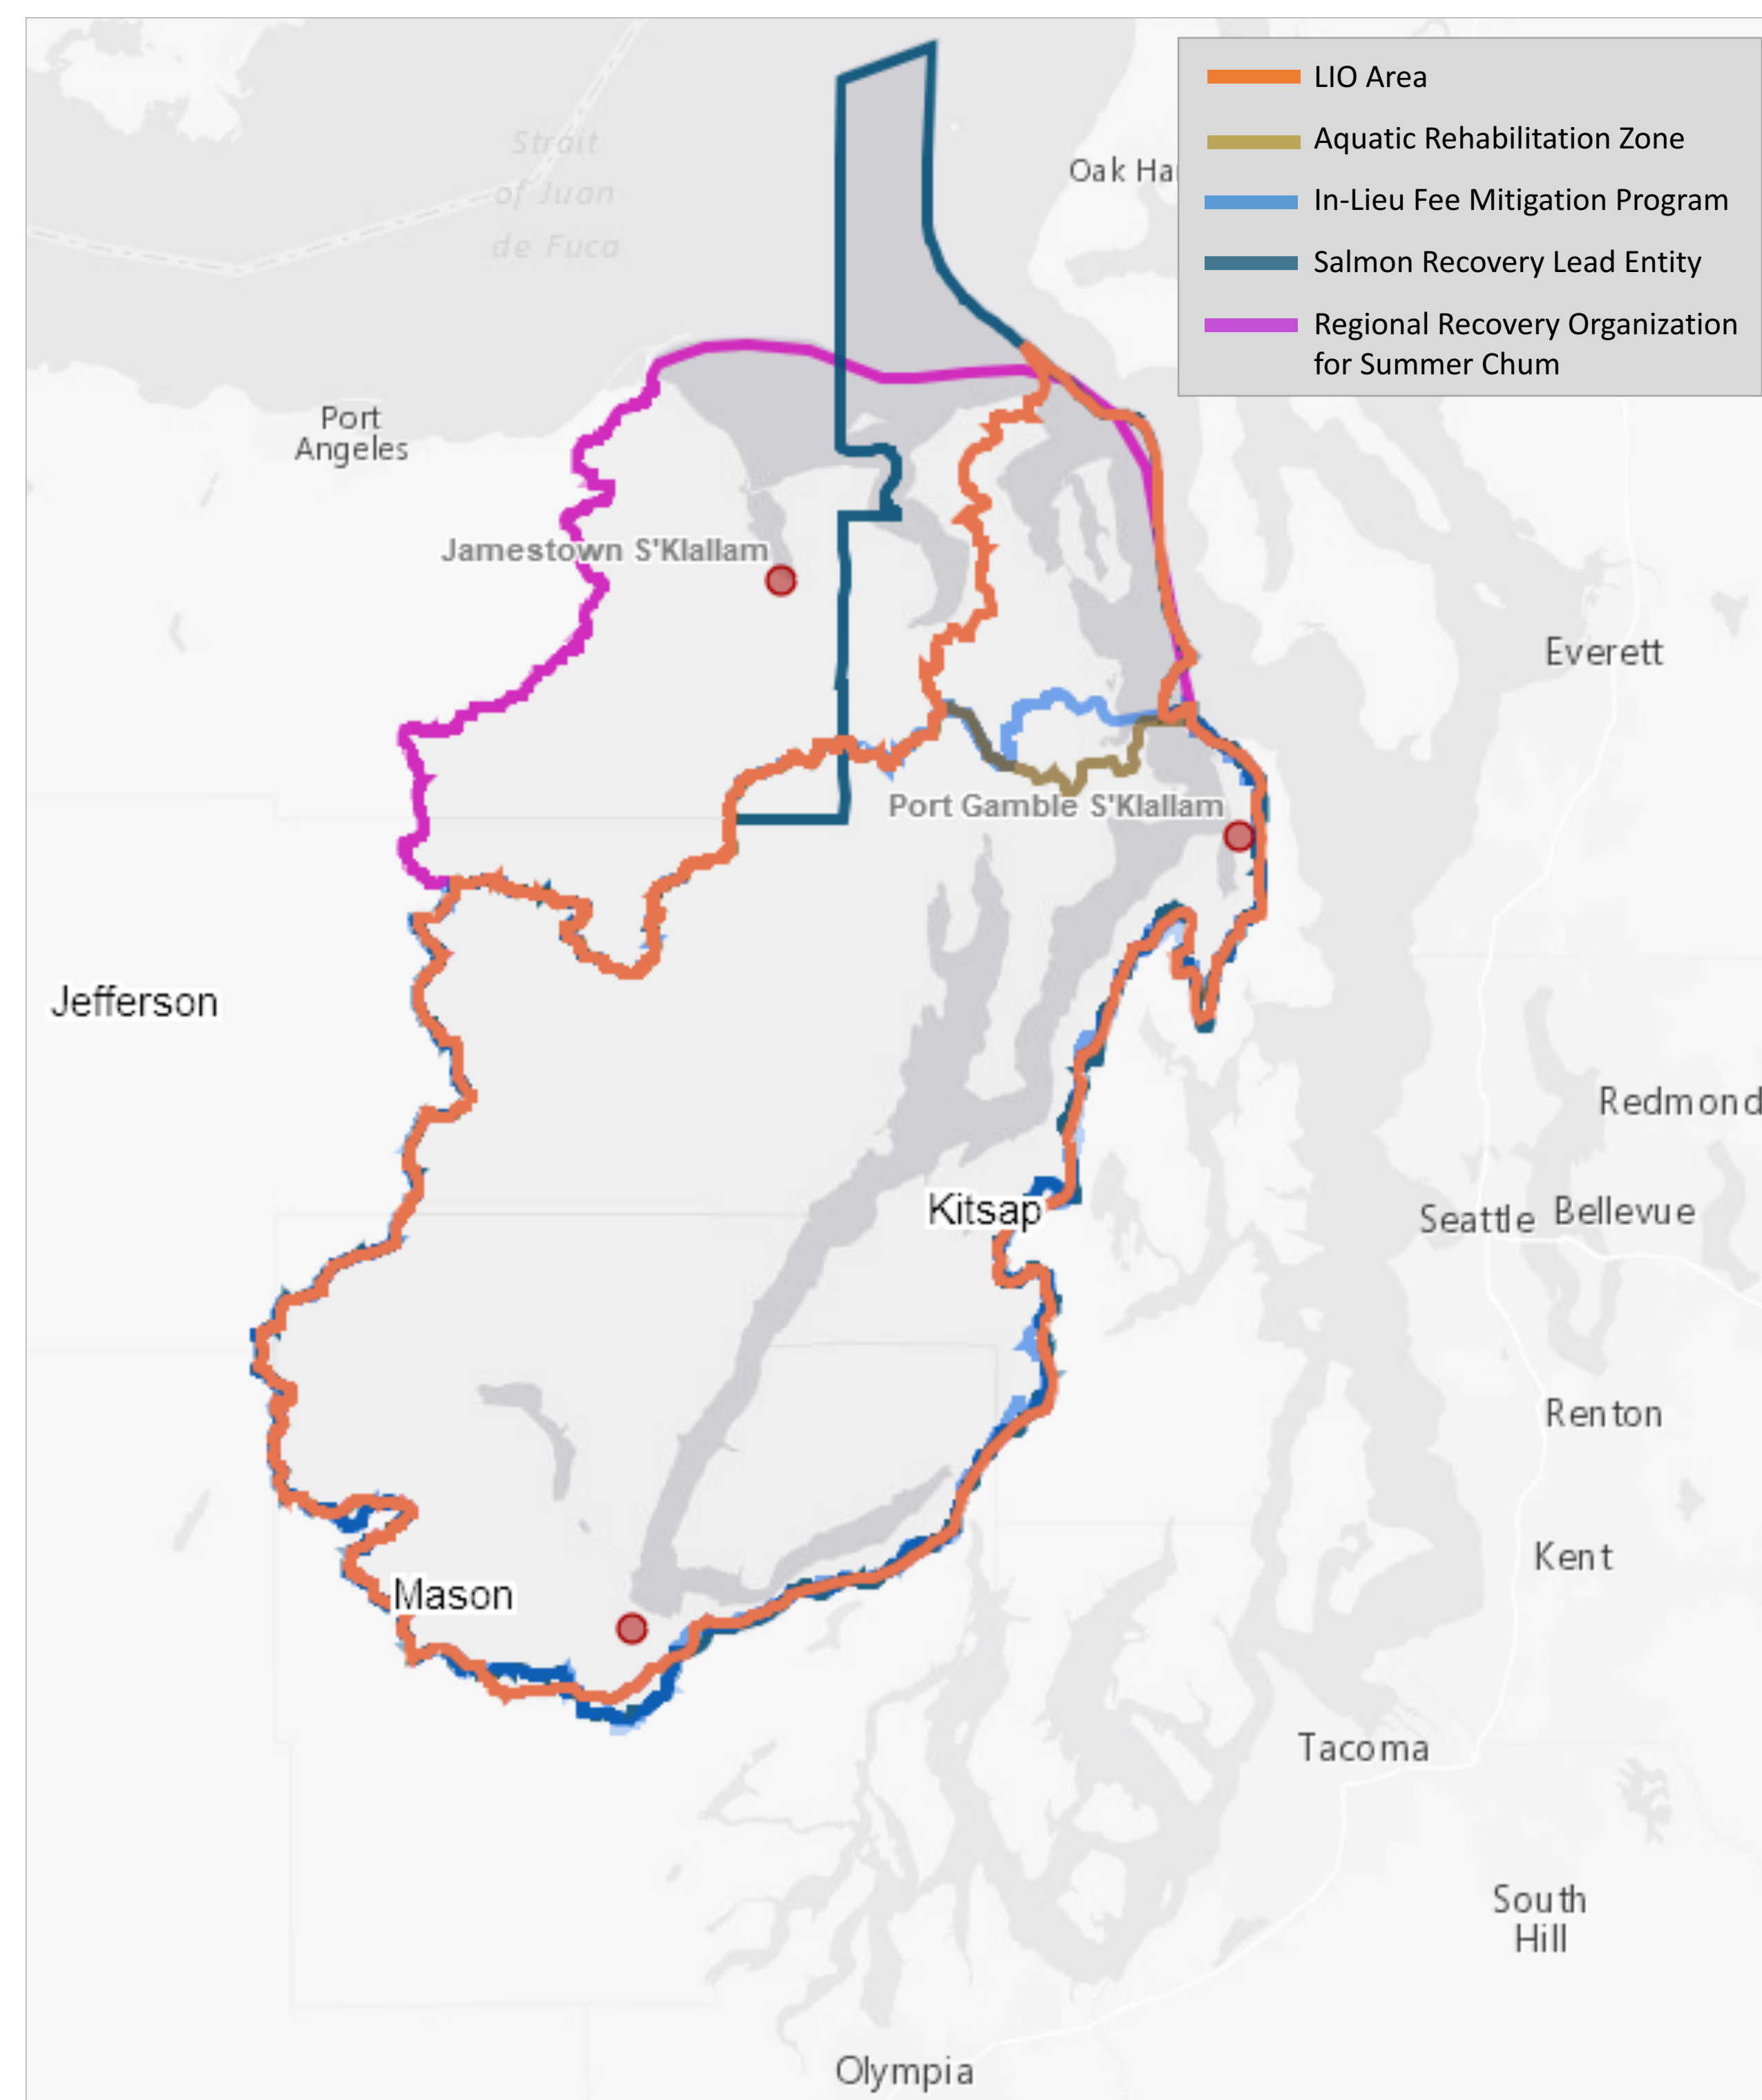 LIO Area
Aquatic Rehabilitation Zone
In-Lieu Fee Mitigation Program
Salmon Recovery Lead Entity
Regional Recovery Organization
for Summer Chum
Strait
of Juan
de Fuca
Oak Ha
Port
Angeles
Jamestown S'Klallam
Everett
Port Gamble S'Klallam
Jefferson
Redmond
Kitsap
Seattle
Bellevue
Renton
Kent
Mason
Tacoma
South
Hill
Olympia